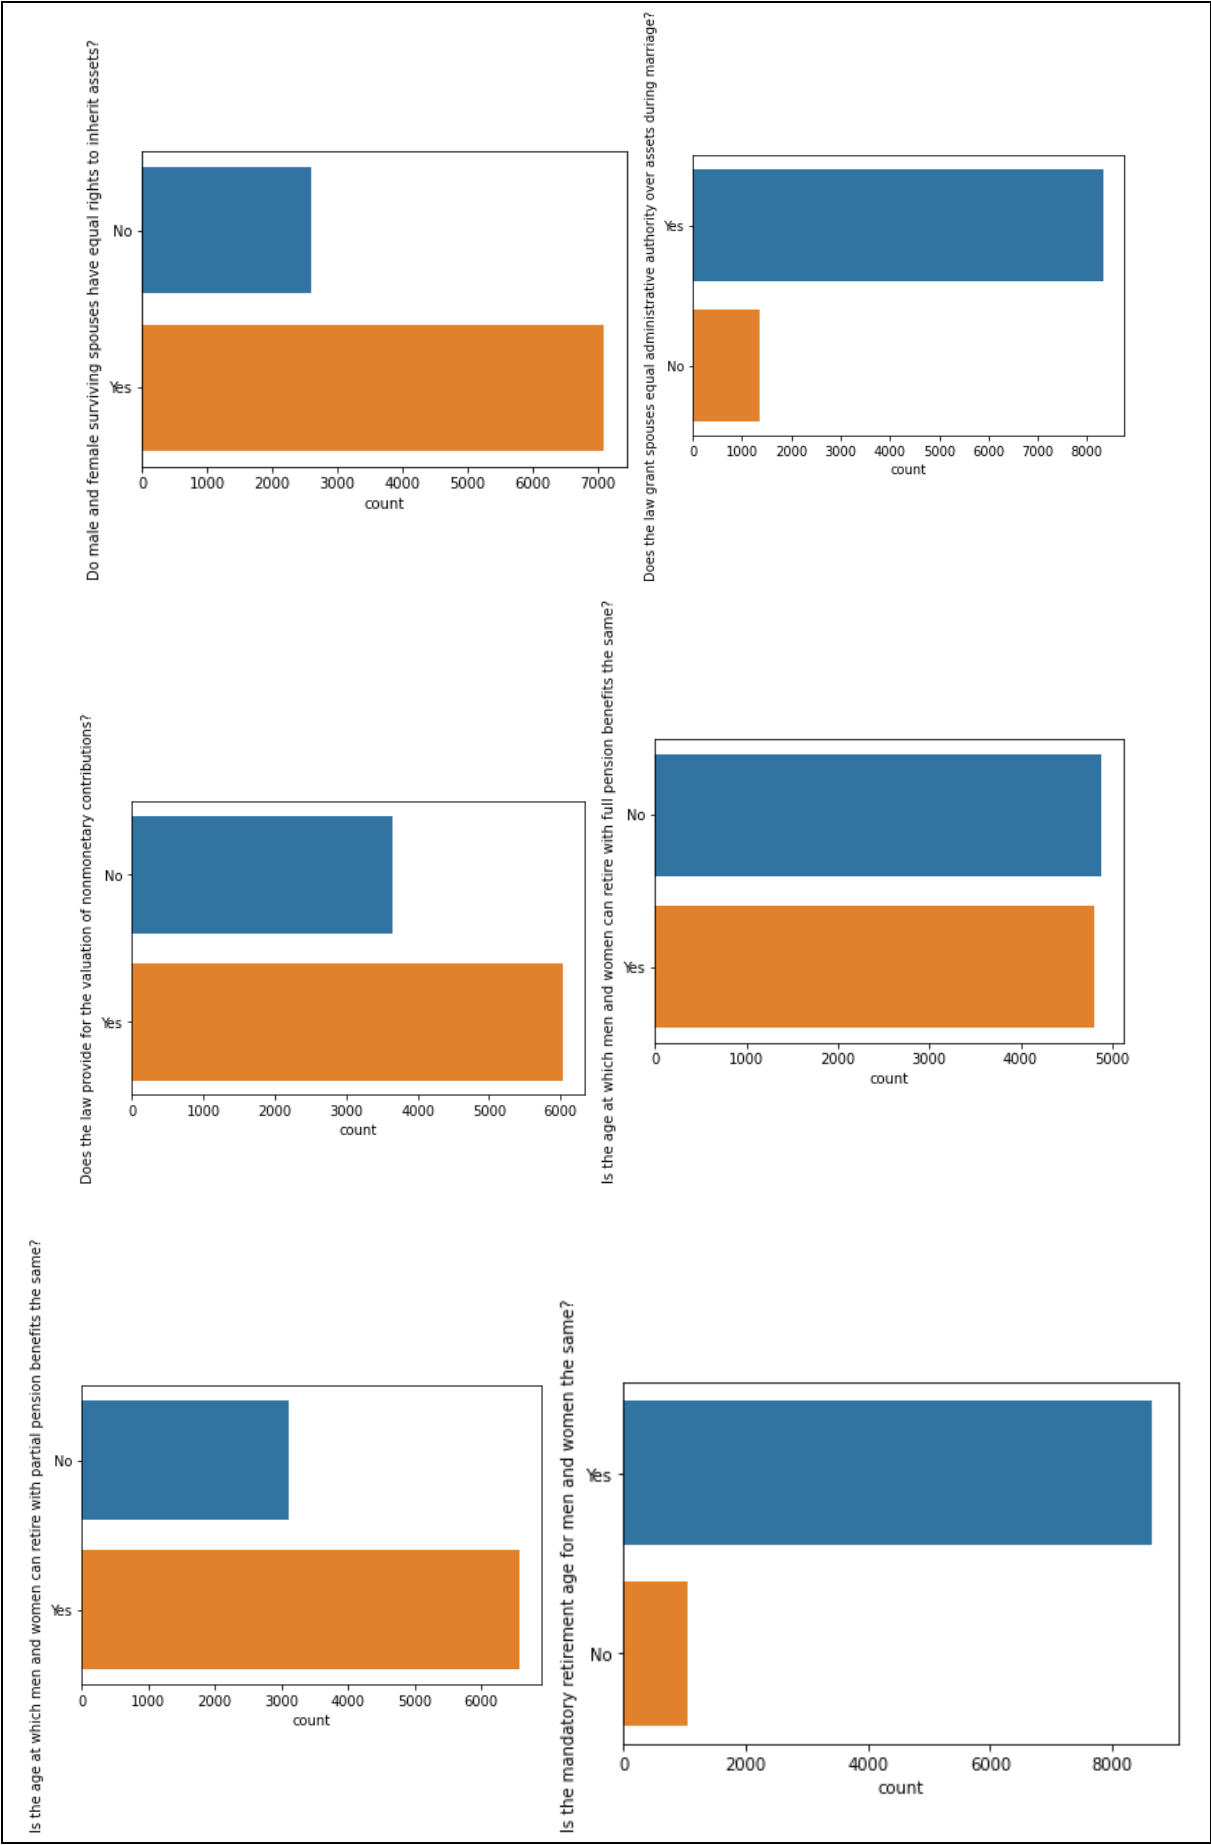 Do male and female surviving spouses have equal rights to inherit assets?
No
Yes
0 1000 2000 3000 4000 5000 6000 7000
count
Does the law grant spouses equal administrative authority over assets during marriage?
Yes
No
0 1000 2000 3000 4000 5000 6000 7000 8000
count
Does the law provide for the valuation of nonmonetary contributions?
No
Yes
0 1000 2000 3000 4000 5000 6000
count
Is the age at which men and women can retire with full pension benefits the same?
No
Yes
0 1000 2000 3000 4000 5000
count
Is the age at which men and women can retire with partial pension benefits the same?
No
Yes
0 1000 2000 3000 4000 5000 6000
count
Is the mandatory retirement age for men and women the same?
Yes
No
0 2000 4000 6000 8000
count